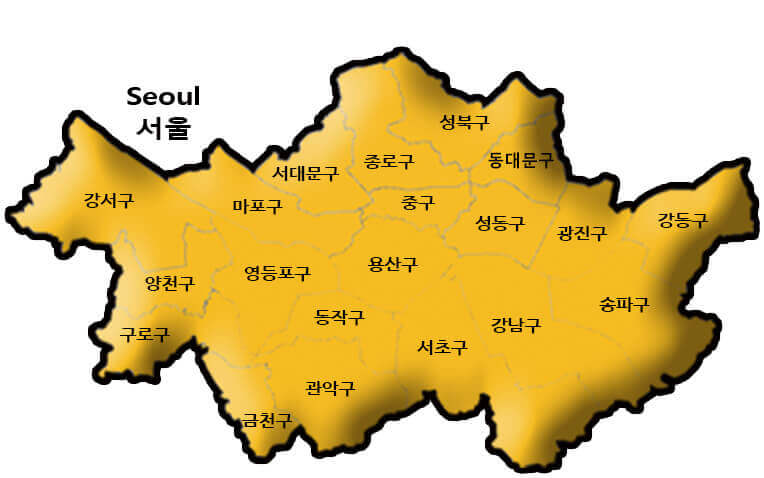 Seoul
서울
성북구
동대문구
종로구
서대문구
강서구
마포구
중구
성동구
광진구
강동구
양천구
영등포구
용산구
송파구
구로구
동작구
서초구
강남구
관악구
금천구